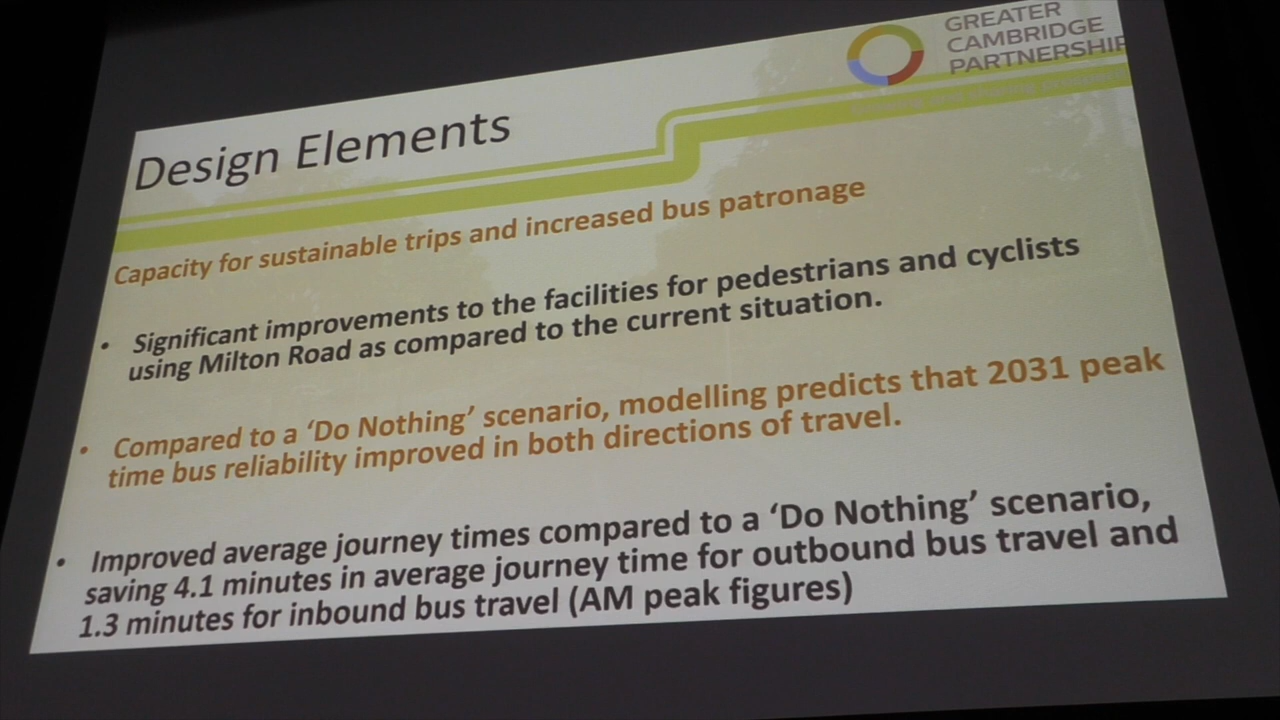 GREATER
CAMBRIDGE
PARTNERSHIP
Design Elements
Capacity for sustainable trips and increased bus patronage
• Significant improvements to the facilities for pedestrians and cyclists
using Milton Road as compared to the current situation.
• Compared to a ‘Do Nothing’ scenario, modelling predicts that 2031 peak
time bus reliability improved in both directions of travel.
• Improved average journey times compared to a ‘Do Nothing’ scenario,
saving 4.1 minutes in average journey time for outbound bus travel and
1.3 minutes for inbound bus travel (AM peak figures)